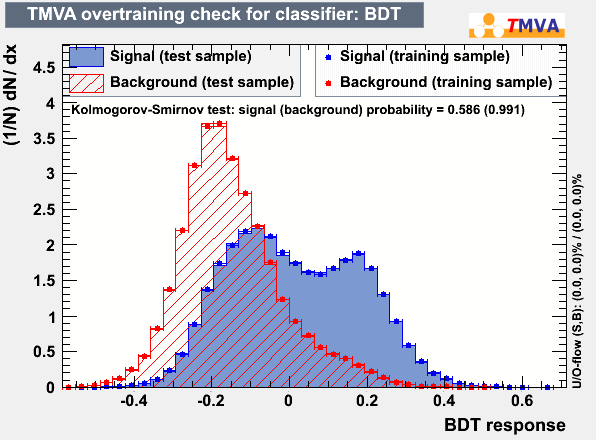 TMVA overtraining check for classifier: BDT
TMVA
Signal (test sample)
Background (test sample)
Signal (training sample)
Background (training sample)
Kolmogorov-Smirnov test: signal (background) probability = 0.586 (0.991)
(1/N) dN / dx
4.5
4
3.5
3
2.5
2
1.5
1
0.5
0
-0.4
-0.2
0
0.2
0.4
0.6
BDT response
U/O-flow (S,B): (0.0, 0.0)% / (0.0, 0.0)%